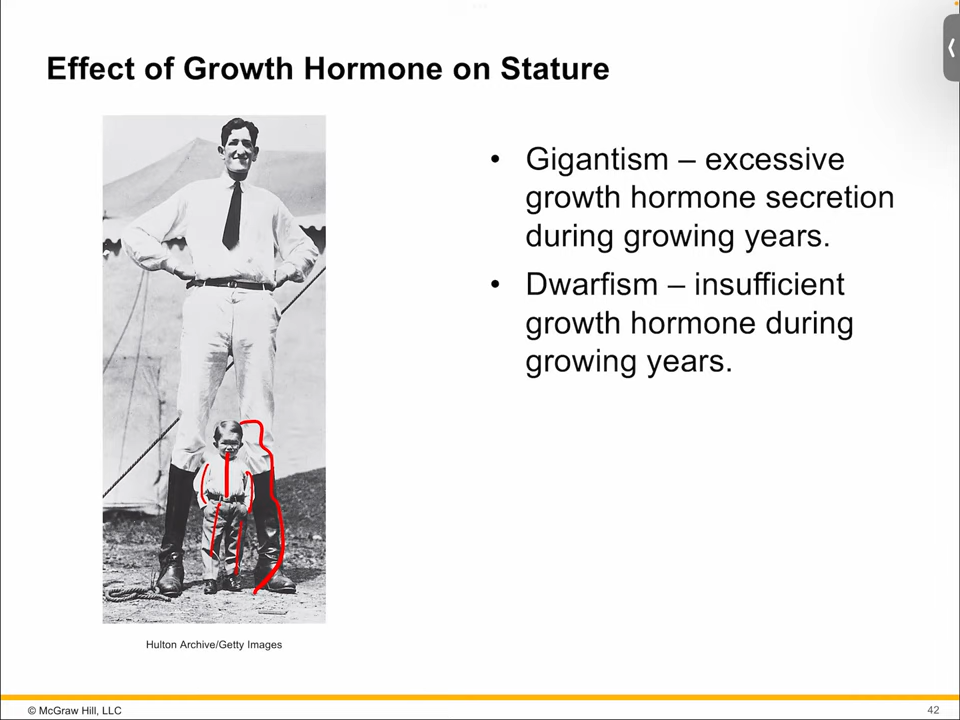 Effect of Growth Hormone on Stature
• Gigantism – excessive
growth hormone secretion
during growing years.
• Dwarfism – insufficient
growth hormone during
growing years.
Hulton Archive/Getty Images
© McGraw Hill, LLC
42